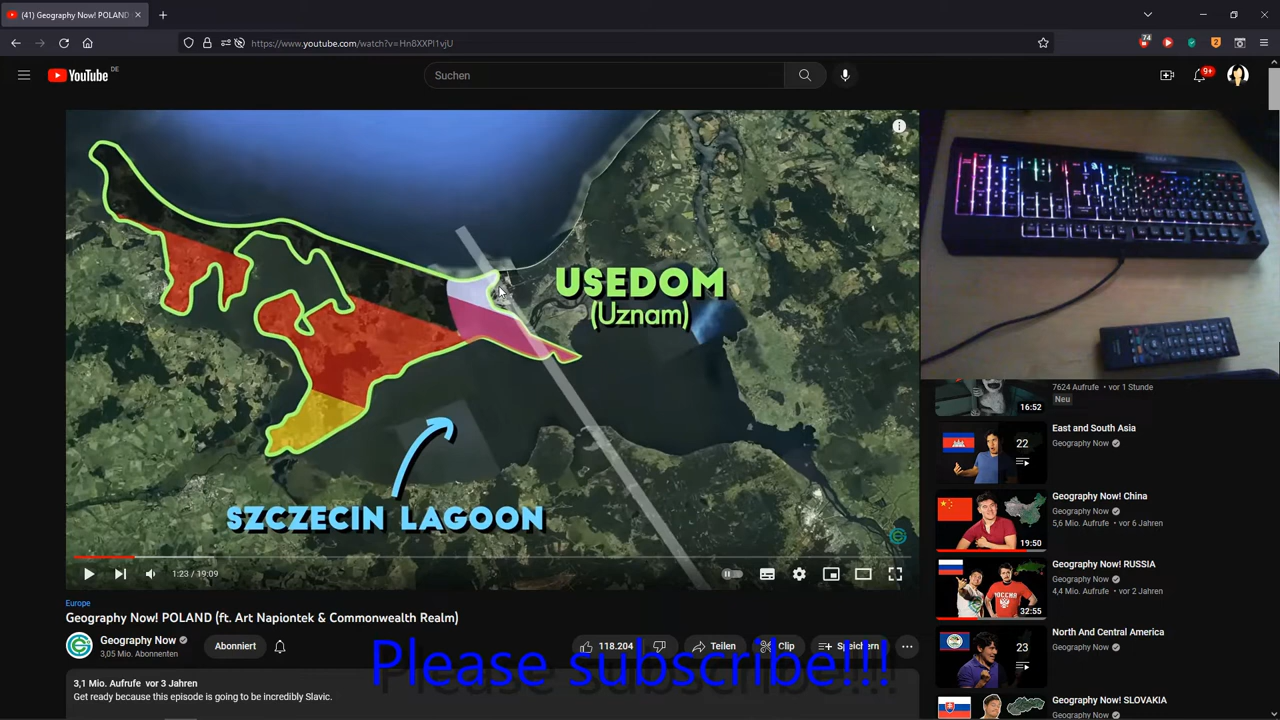 (41) Geography Now! POLAND
https://www.youtube.com/watch?v=Hn8XXPl1vjU
74
2
YouTube DE
Suchen
9+
USEDOM
(Uznam)
SZCZECIN LAGOON
1:23 / 19:09
Europe
Geography Now! POLAND (ft. Art Napiontek & Commonwealth Realm)
Geography Now
3,05 Mio. Abonnenten
Abonniert
118.204
Teilen
Clip
Speichern
Please subscribe!!!
3,1 Mio. Aufrufe vor 3 Jahren
Get ready because this episode is going to be incredibly Slavic.
7624 Aufrufe • vor 1 Stunde
Neu
16:52
East and South Asia
Geography Now
22
Geography Now! China
Geography Now
5,6 Mio. Aufrufe • vor 6 Jahren
19:50
Geography Now! RUSSIA
Geography Now
4,4 Mio. Aufrufe • vor 2 Jahren
РОССИЯ
32:55
North And Central America
Geography Now
23
Geography Now! SLOVAKIA
Geography Now